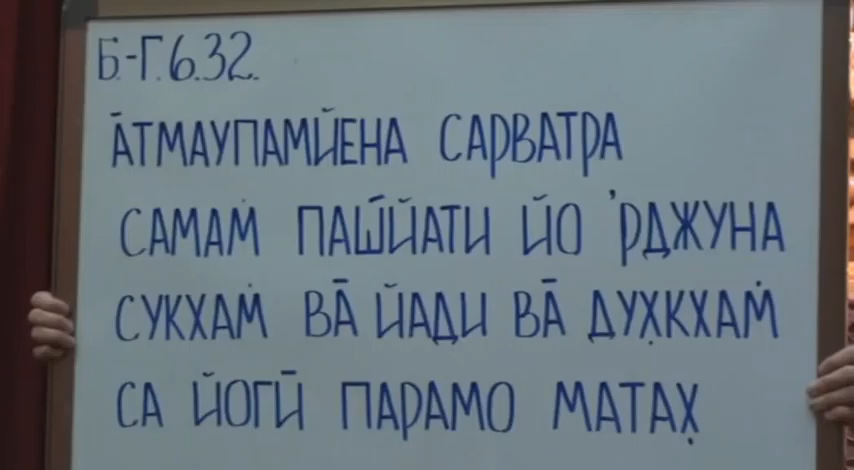 Б.-Г.6.32.
А̄ТМАУПАМЙЕНА САРВАТРА
САМАМ̇ ПАШ́ЙАТИ ЙО ’РДЖУНА
СУКХАМ̇ ВА̄ ЙАДИ ВА̄ ДУХ̣КХАМ̇
СА ЙОГӢ ПАРАМО МАТАХ̣